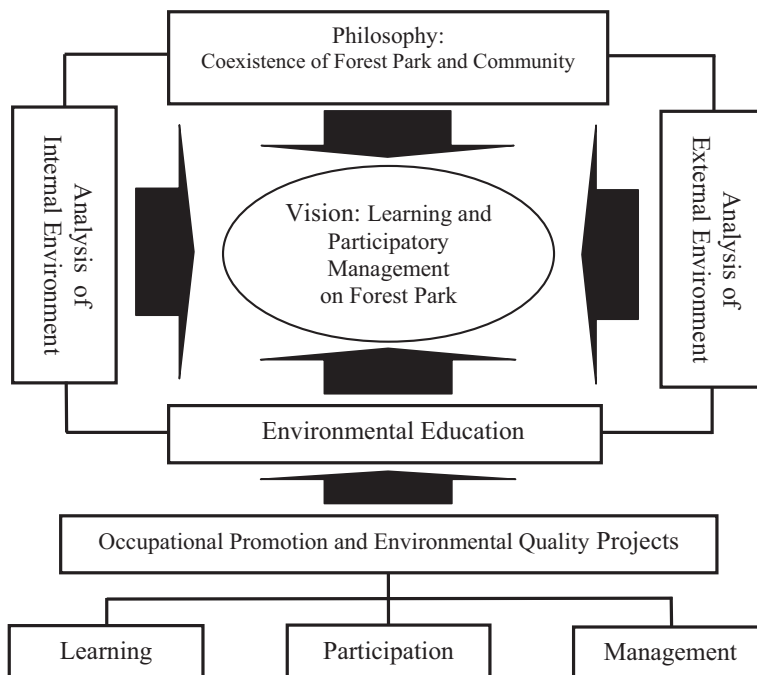 Philosophy:
Coexistence of Forest Park and Community
Analysis of
Internal Environment
Vision: Learning and
Participatory
Management
on Forest Park
Analysis of
External Environment
Environmental Education
Occupational Promotion and Environmental Quality Projects
Learning
Participation
Management